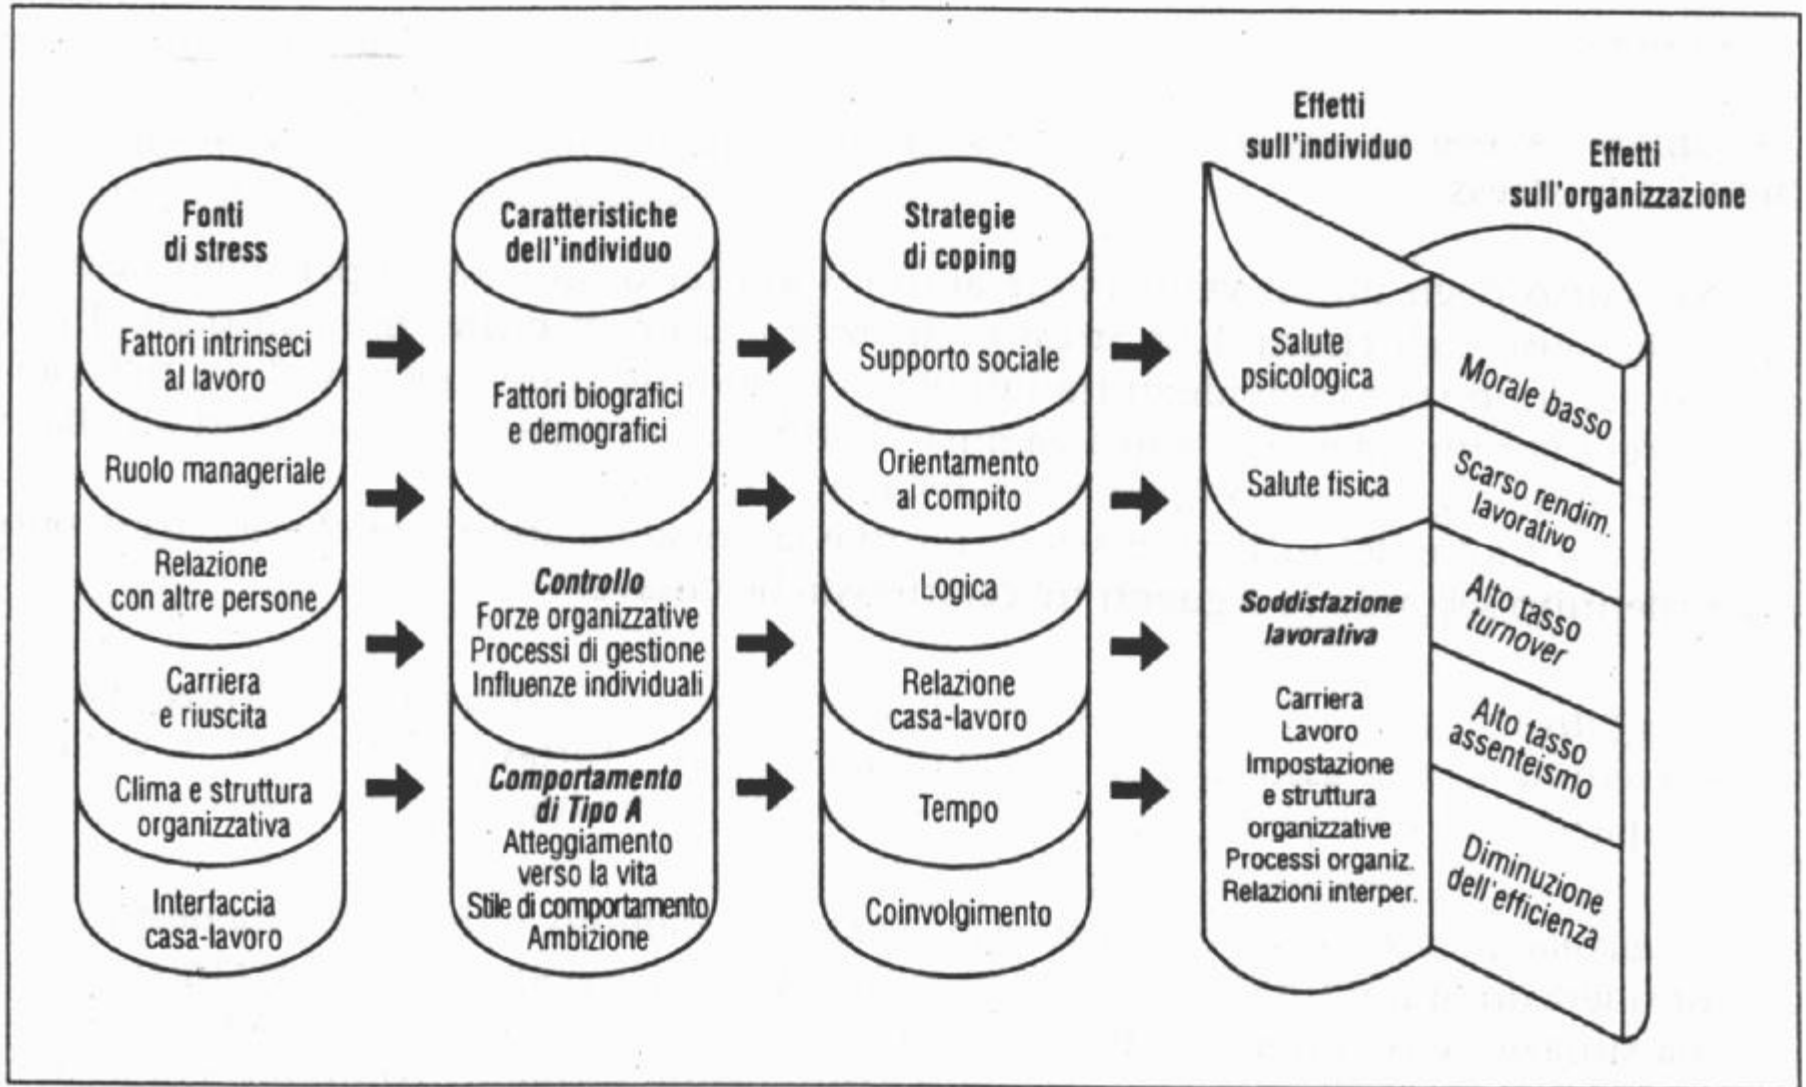 Fonti
di stress
Fattori intrinseci
al lavoro
Ruolo manageriale
Relazione
con altre persone
Carriera
e riuscita
Clima e struttura
organizzativa
Interfaccia
casa-lavoro
Caratteristiche
dell'individuo
Fattori biografici
e demografici
Controllo
Forze organizzative
Processi di gestione
Influenze individuali
Comportamento
di Tipo A
Atteggiamento
verso la vita
Stile di comportamento
Ambizione
Strategie
di coping
Supporto sociale
Orientamento
al compito
Logica
Relazione
casa-lavoro
Tempo
Coinvolgimento
Effetti
sull'individuo
Salute
psicologica
Salute fisica
Soddisfazione
lavorativa
Carriera
Lavoro
Impostazione
e struttura
organizzative
Processi organiz.
Relazioni interper.
Effetti
sull'organizzazione
Morale basso
Scarso rendim.
lavorativo
Alto tasso
turnover
Alto tasso
assenteismo
Diminuzione
dell'efficienza